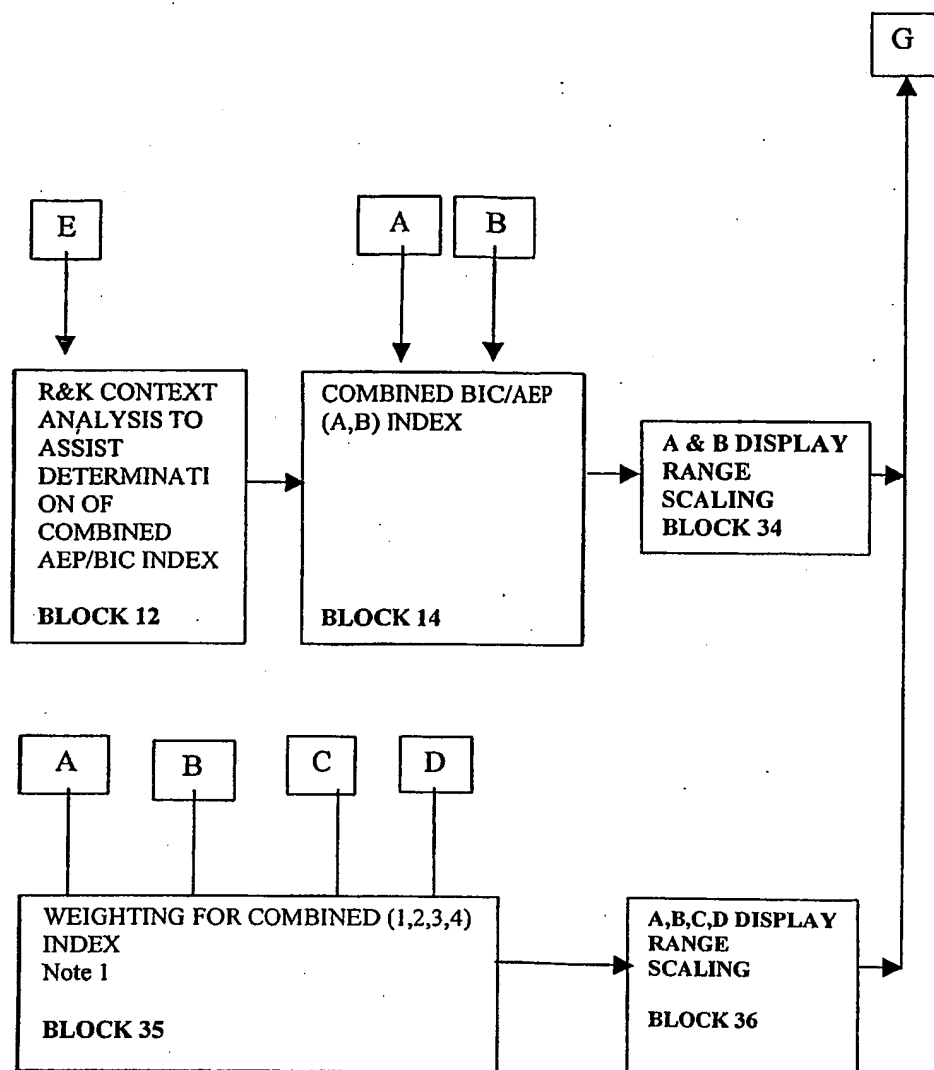 G
E
A
B
R&K CONTEXT
ANALYSIS TO
ASSIST
DETERMINATI
ON OF
COMBINED
AEP/BIC INDEX
BLOCK 12
COMBINED BIC/AEP
(A,B) INDEX
BLOCK 14
A & B DISPLAY
RANGE
SCALING
BLOCK 34
A
B
C
D
WEIGHTING FOR COMBINED (1,2,3,4)
INDEX
Note 1
BLOCK 35
A,B,C,D DISPLAY
RANGE
SCALING
BLOCK 36